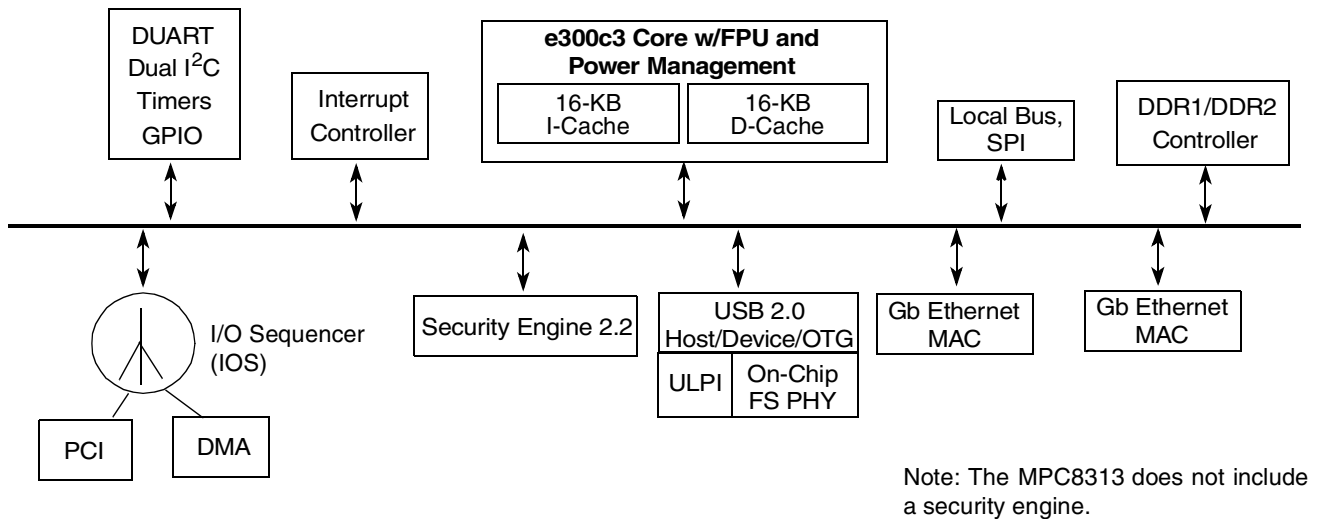 DUART
Dual I²C
Timers
GPIO
Interrupt
Controller
e300c3 Core w/FPU and
Power Management
16-KB
I-Cache
16-KB
D-Cache
Local Bus,
SPI
DDR1/DDR2
Controller
I/O Sequencer
(IOS)
PCI
DMA
Security Engine 2.2
USB 2.0
Host/Device/OTG
ULPI
On-Chip
FS PHY
Gb Ethernet
MAC
Gb Ethernet
MAC
Note: The MPC8313 does not include
a security engine.